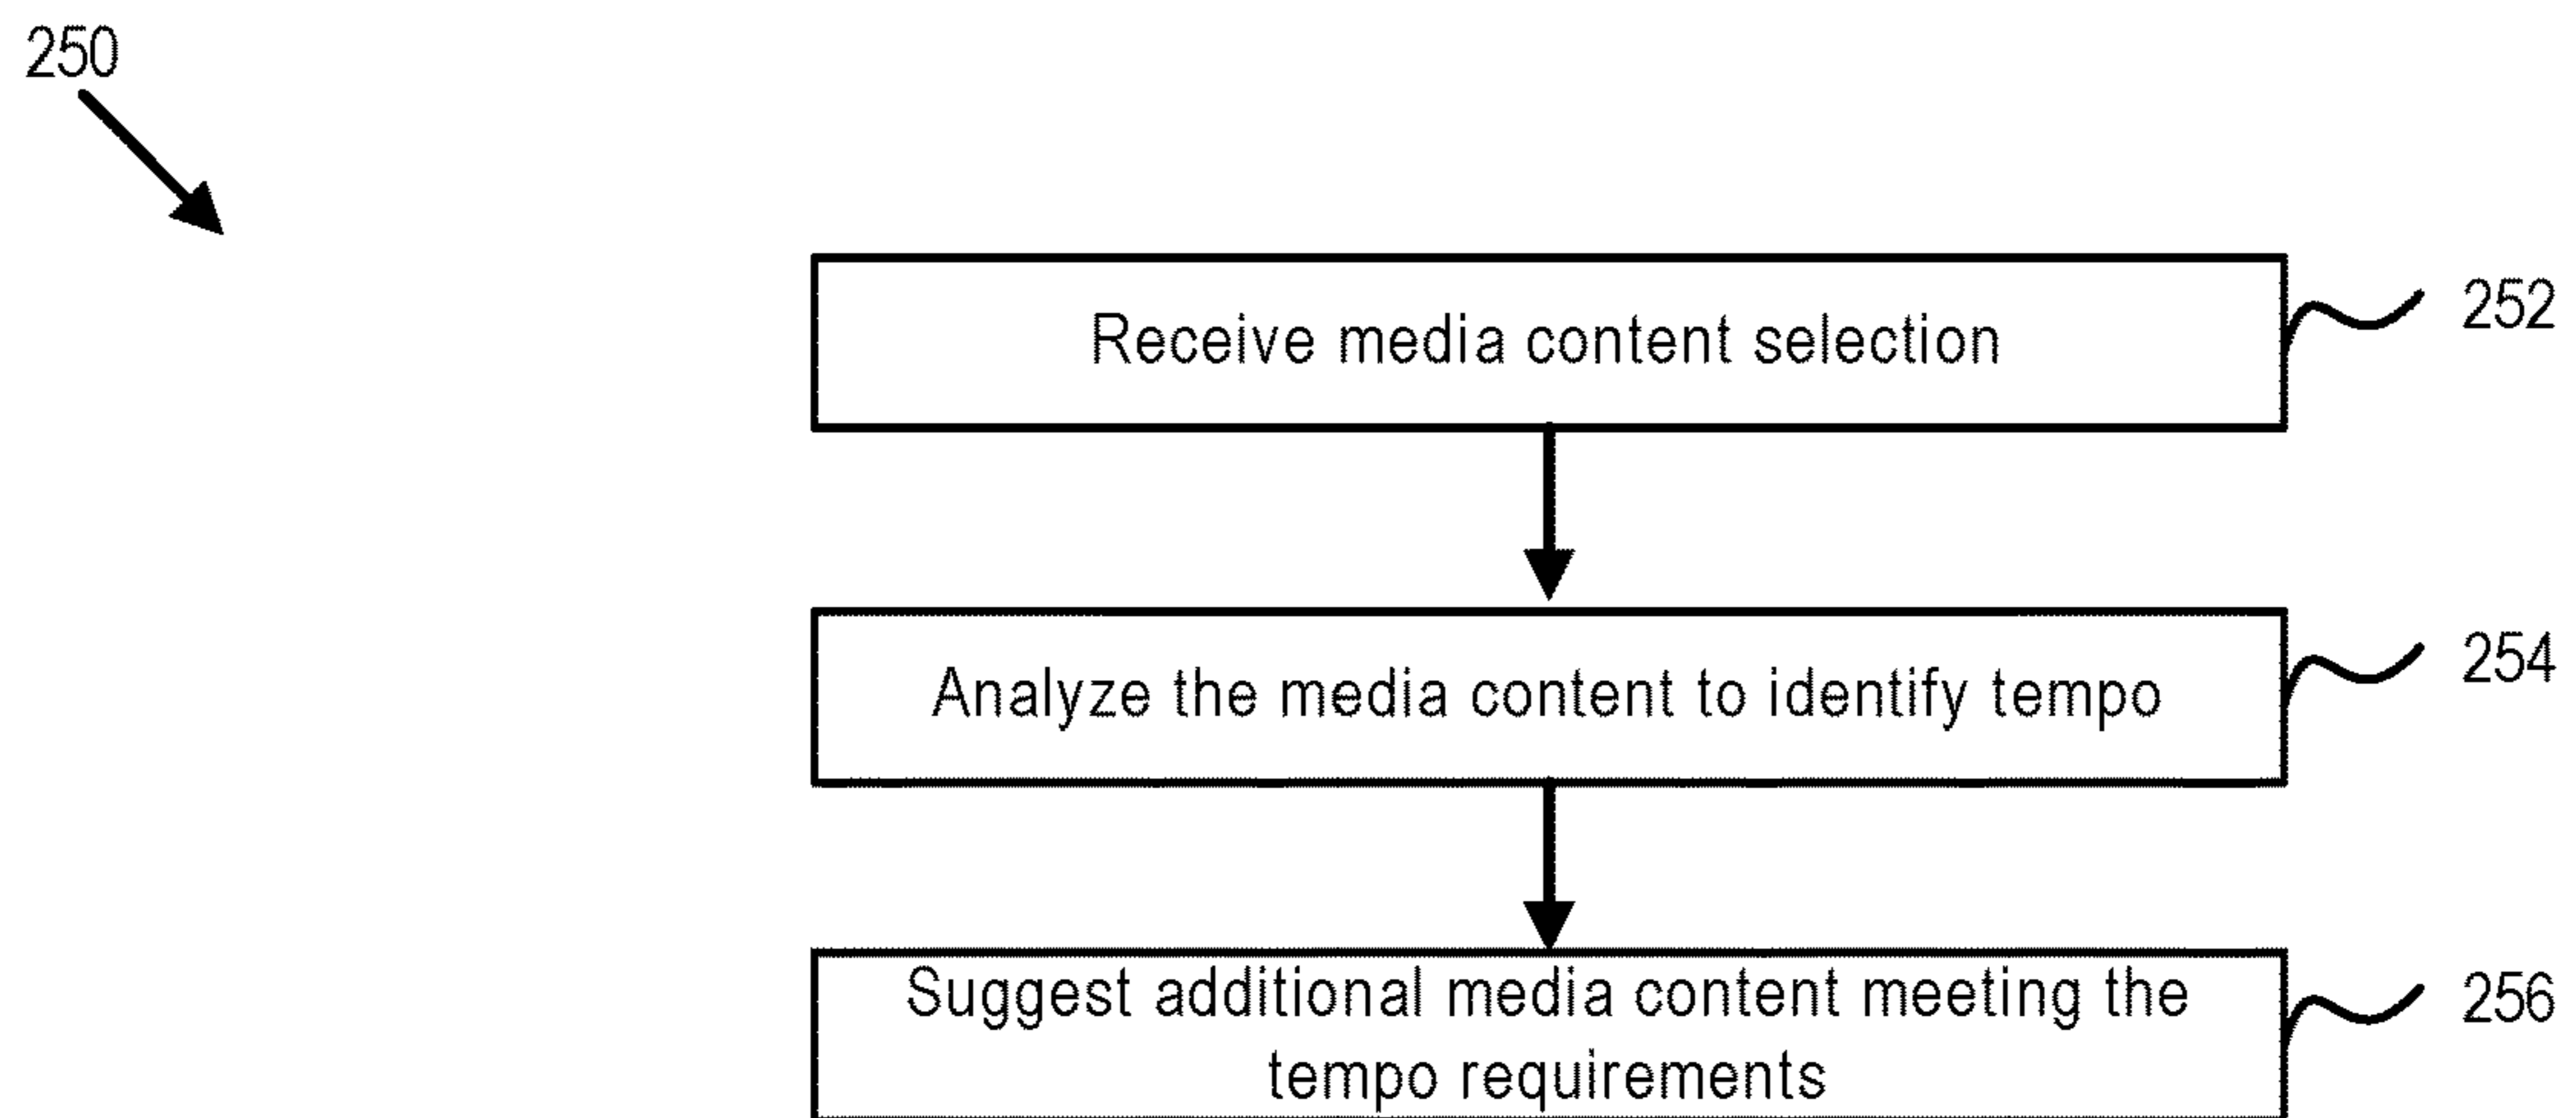 250
Receive media content selection
252
Analyze the media content to identify tempo
254
Suggest additional media content meeting the
tempo requirements
256